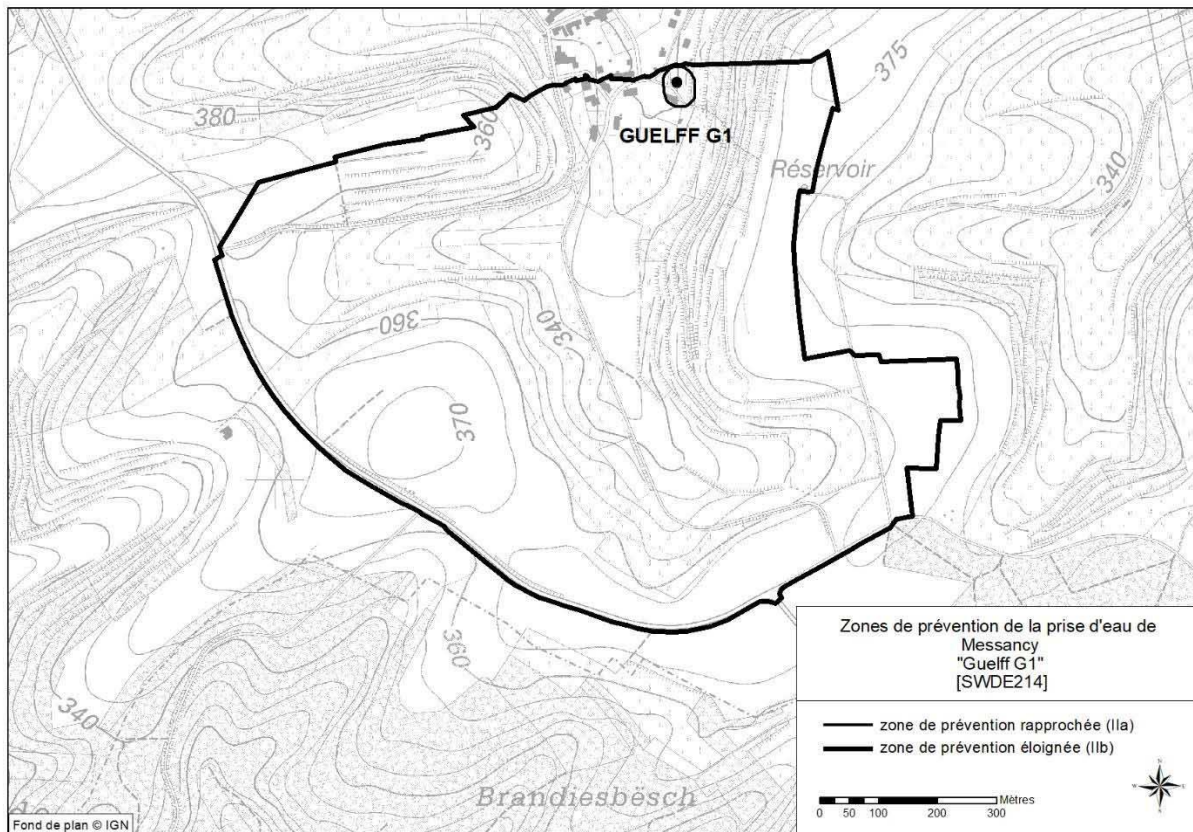 375
380
360
GUELFF G1
Réservoir
340
360
340
370
360
340
Brandiesbësch
Zones de prévention de la prise d'eau de
Messancy
"Guelff G1"
[SWDE214]
zone de prévention rapprochée (IIa)
zone de prévention éloignée (IIb)
N
W E
S
Mètres
0 50 100 200 300
Fond de plan © IGN